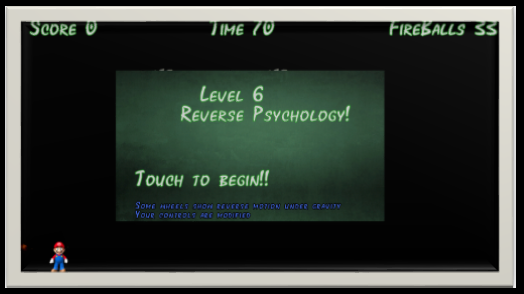 Score 0 Time 70 FireBalls 33
Level 6
Reverse Psychology!
Touch to begin!!
Some wheels show reverse motion under gravity
Your controls are modified